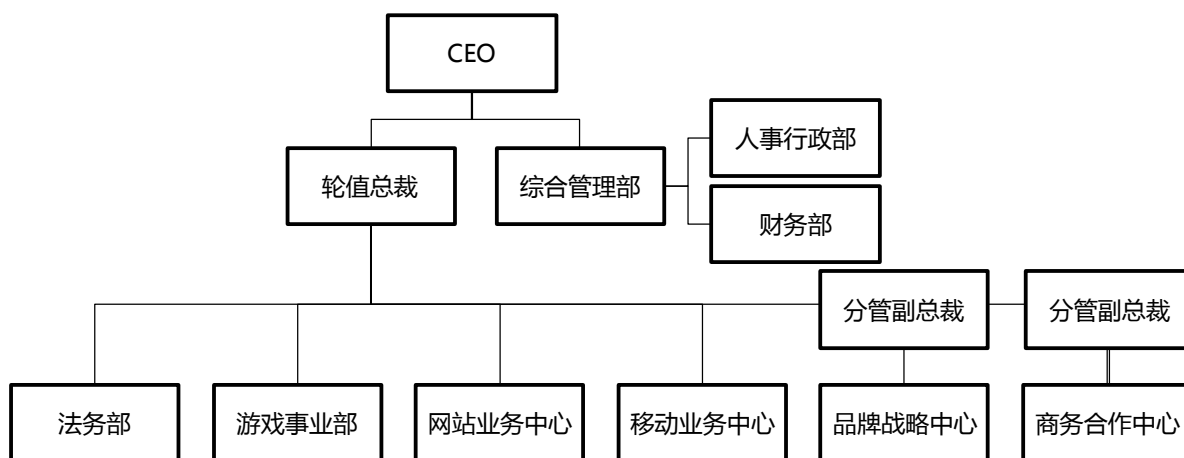 CEO
人事行政部
轮值总裁
综合管理部
财务部
分管副总裁
分管副总裁
法务部
游戏事业部
网站业务中心
移动业务中心
品牌战略中心
商务合作中心